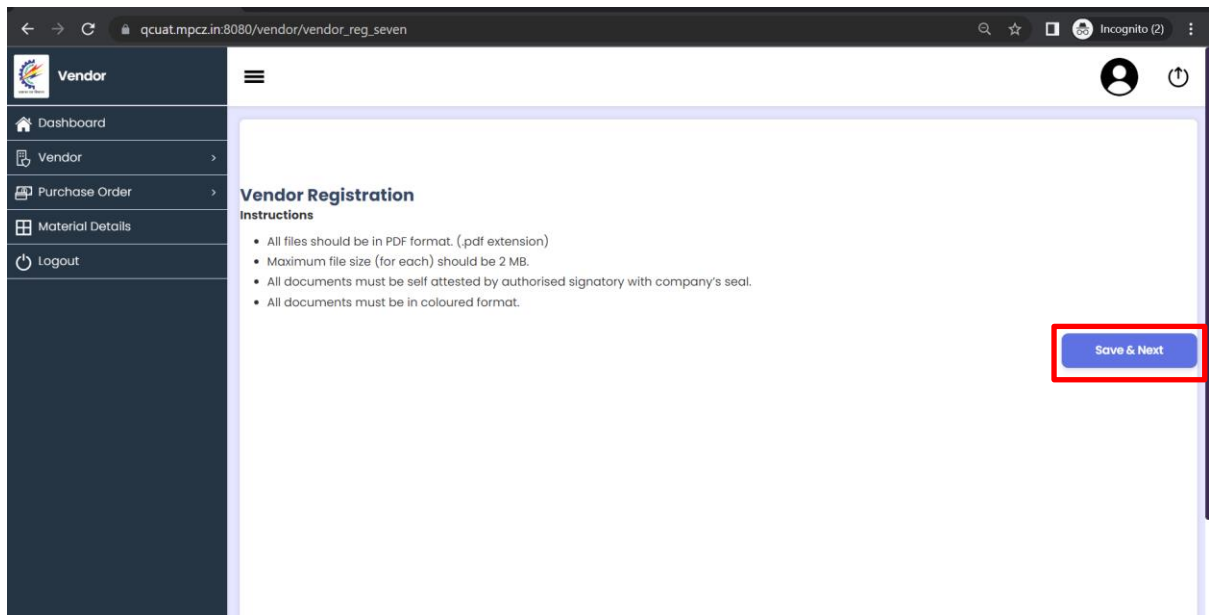 qcuat.mpcz.in:8080/vendor/vendor_reg_seven
Incognito (2)
Vendor
Dashboard
Vendor
Purchase Order
Material Details
Logout
Vendor Registration
Instructions
• All files should be in PDF format. (.pdf extension)
• Maximum file size (for each) should be 2 MB.
• All documents must be self attested by authorised signatory with company's seal.
• All documents must be in coloured format.
Save & Next